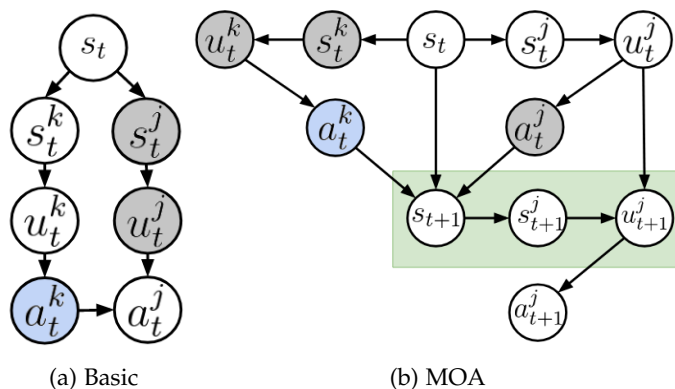 s_t
s_t^k s_t^j
u_t^k u_t^j
a_t^k a_t^j
(a) Basic
u_t^k s_t^k s_t s_t^j u_t^j
a_t^k a_t^j
s_{t+1} s_{t+1}^j u_{t+1}^j
a_{t+1}^j
(b) MOA